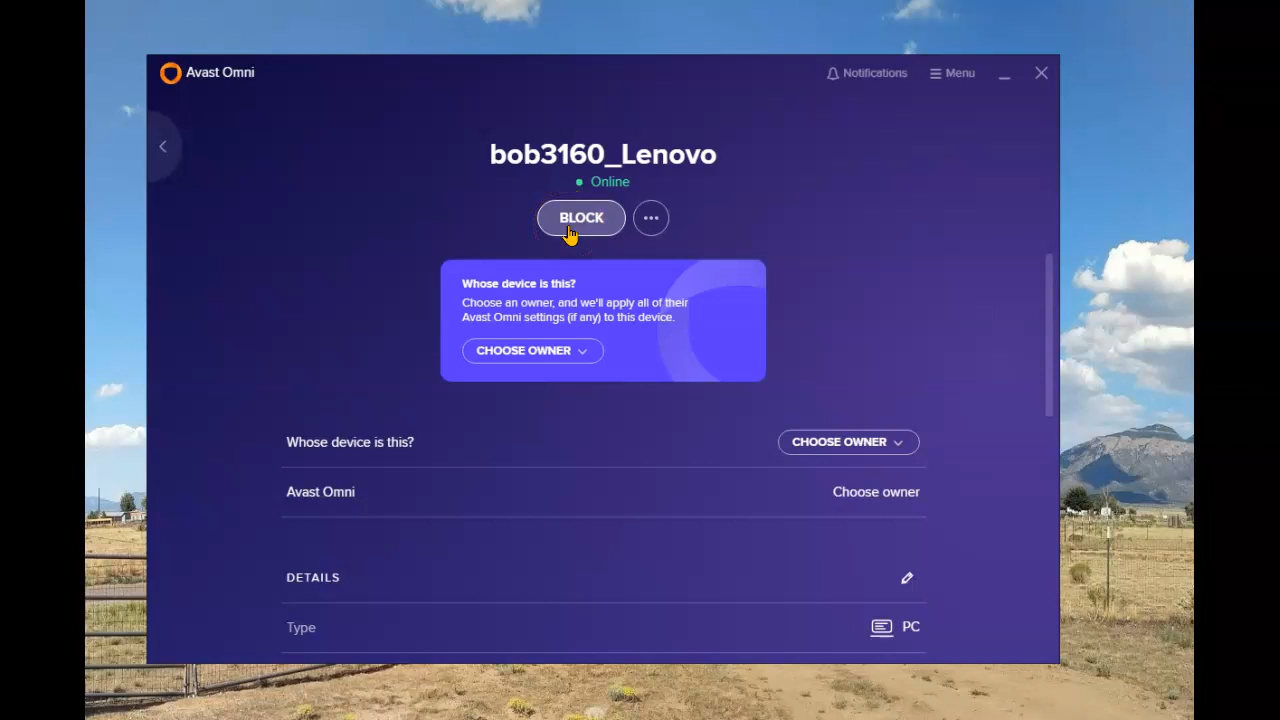 Avast Omni
Notifications
Menu
bob3160_Lenovo
Online
BLOCK
Whose device is this?
Choose an owner, and we'll apply all of their
Avast Omni settings (if any) to this device.
CHOOSE OWNER
Whose device is this?
CHOOSE OWNER
Avast Omni
Choose owner
DETAILS
Type
PC